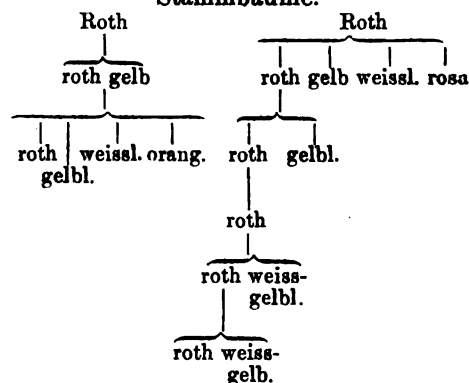 Stammbäume.
Roth Roth
roth gelb roth gelb weissl. rosa
roth weissl. orang. roth gelbl.
gelbl.
roth
roth weiss-
gelbl.
roth weiss-
gelb.